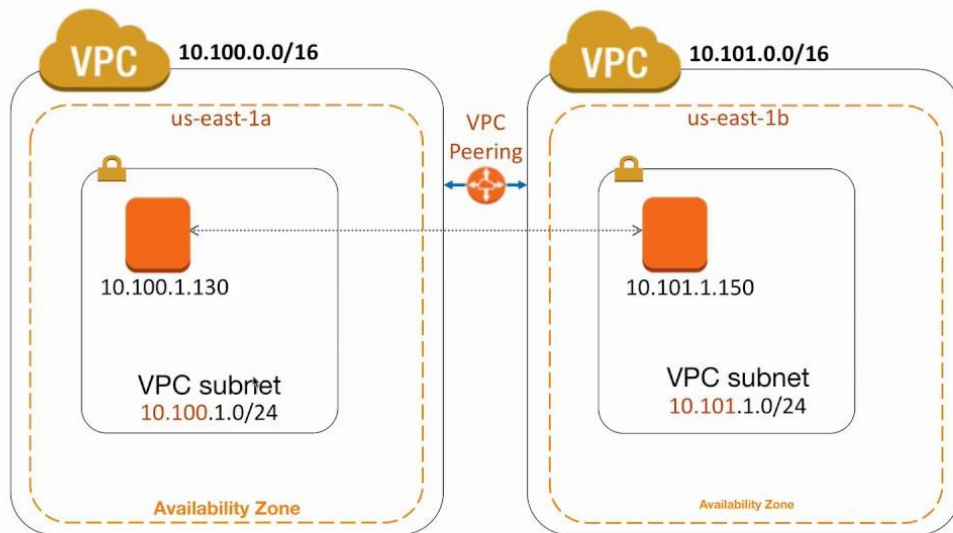 VPC
10.100.0.0/16
VPC
10.101.0.0/16
us-east-1a
VPC
Peering
us-east-1b
10.100.1.130
10.101.1.150
VPC subnet
10.100.1.0/24
VPC subnet
10.101.1.0/24
Availability Zone
Availability Zone